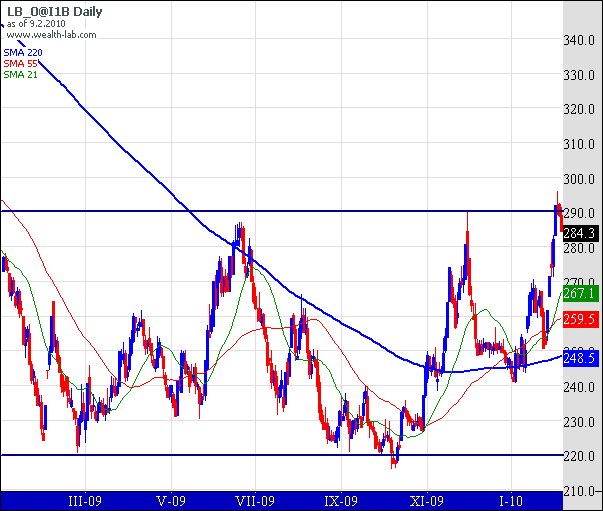 LB_0@I1B Daily
as of 9.2.2010
www.wealth-lab.com
SMA 220
SMA 55
SMA 21
340.0
330.0
320.0
310.0
300.0
290.0
284.3
280.0
270.0
267.1
259.5
250.0
248.5
240.0
230.0
220.0
210.0
III-09 V-09 VII-09 IX-09 XI-09 I-10